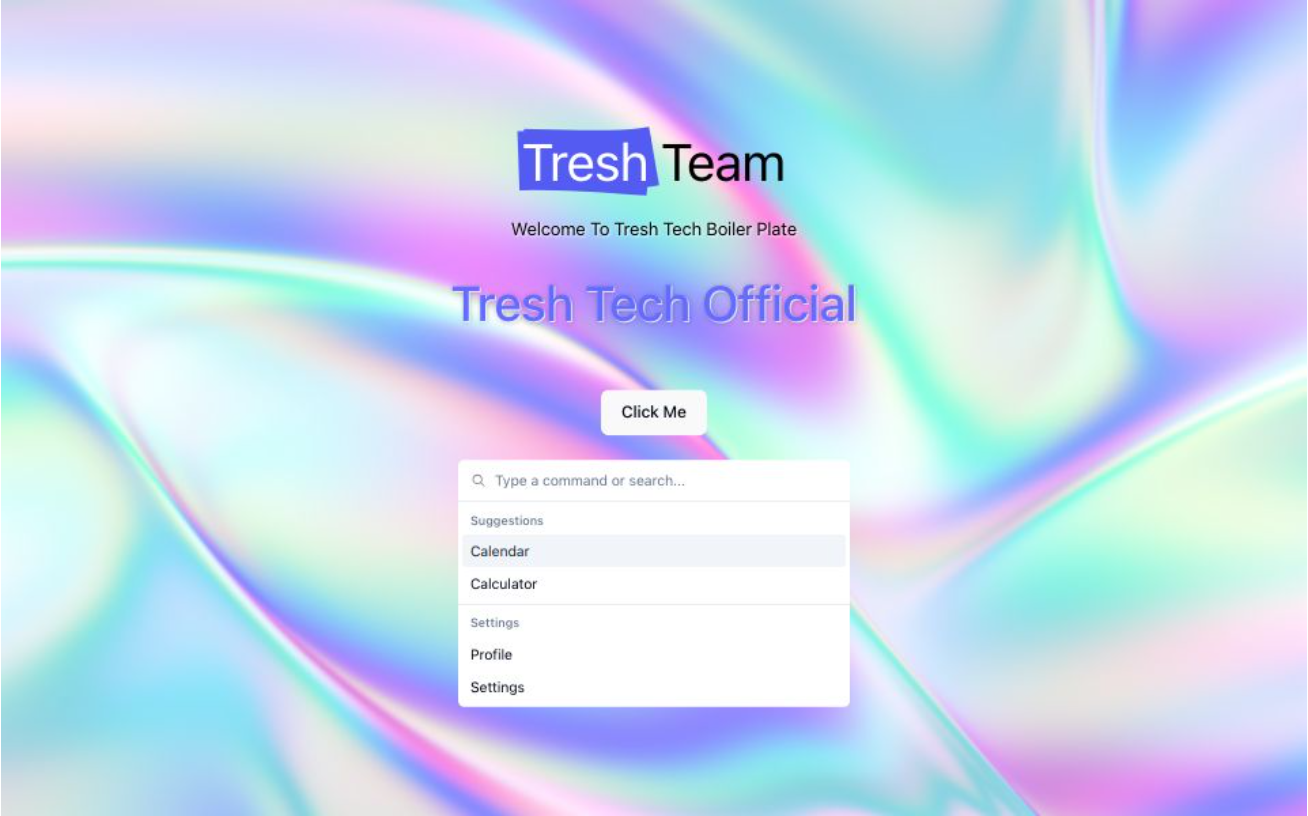 Tresh Team
Welcome To Tresh Tech Boiler Plate
Tresh Tech Official
Click Me
Type a command or search...
Suggestions
Calendar
Calculator
Settings
Profile
Settings